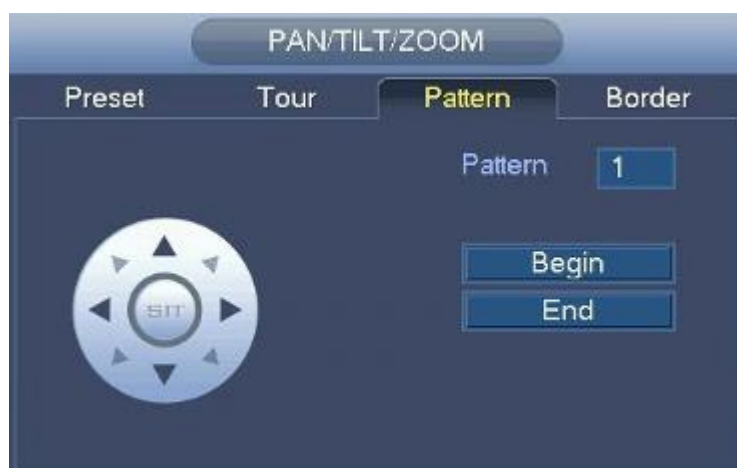 PAN/TILT/ZOOM
Preset Tour Pattern Border
Pattern 1
Begin
SIT
End